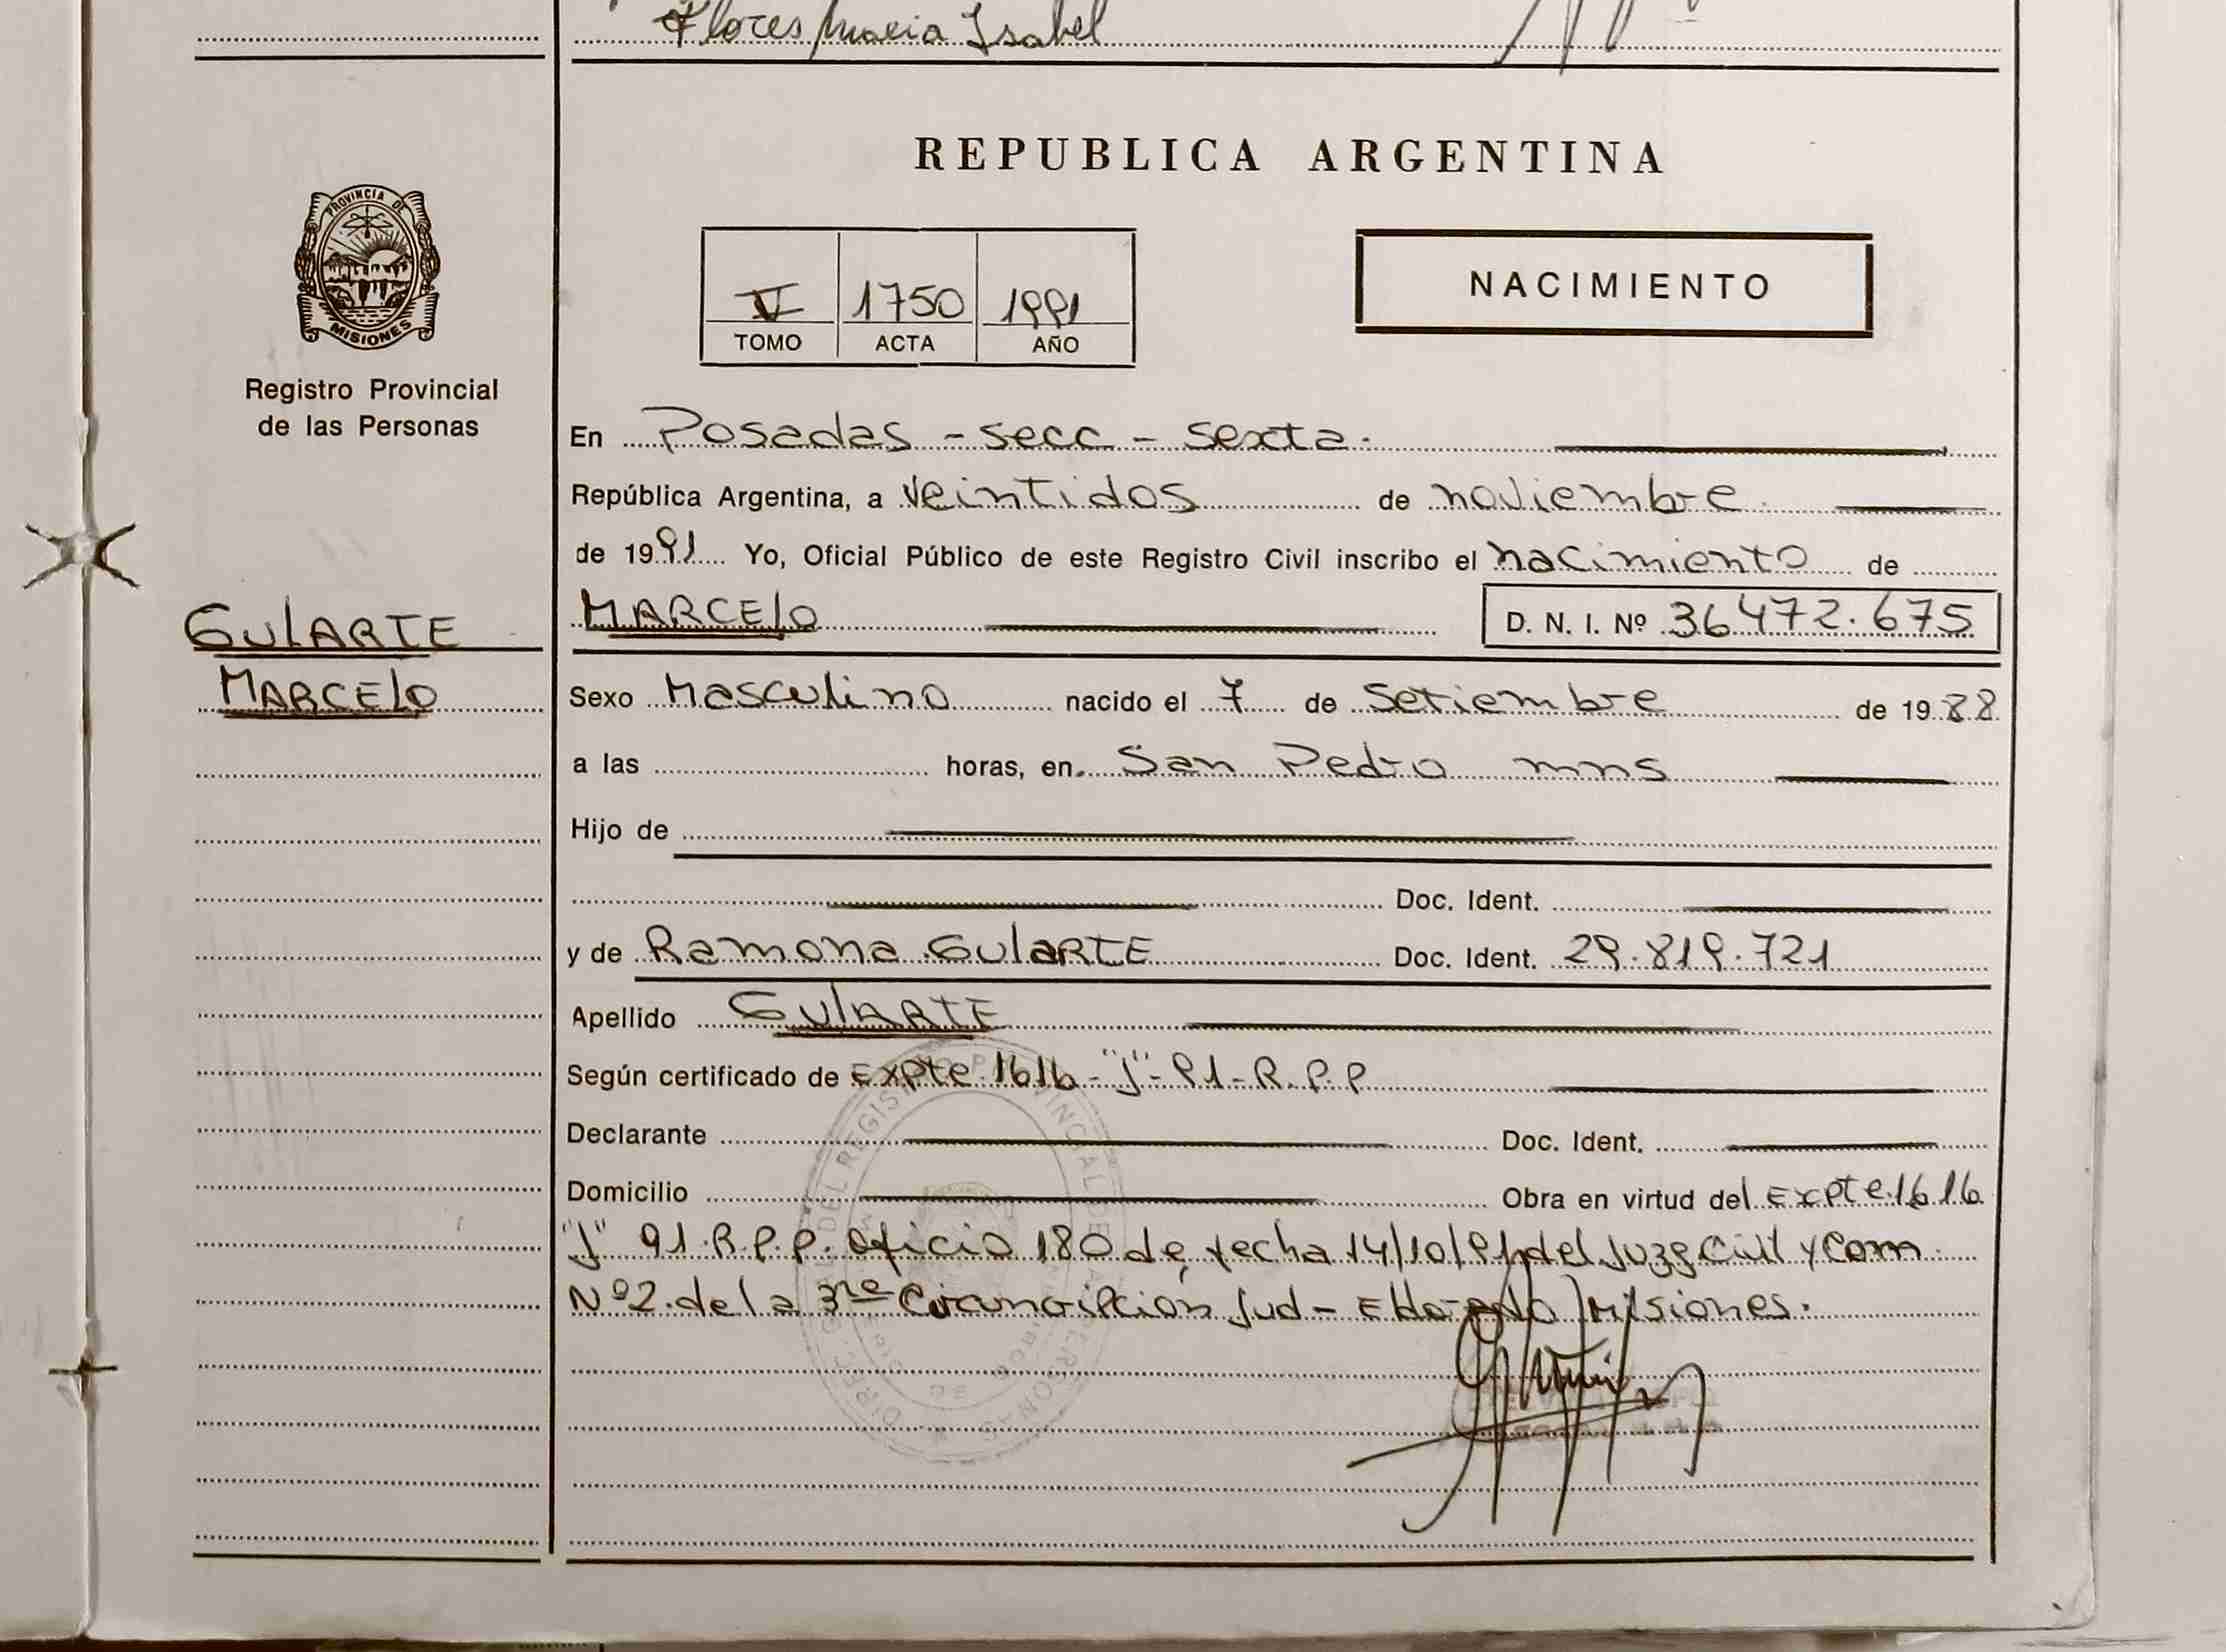 Flores Maria Isabel
REPUBLICA ARGENTINA
PROVINCIA DE
MISIONES
Registro Provincial
de las Personas
V 1750 1991
TOMO ACTA AÑO
NACIMIENTO
En Posadas - secc - sexta.
República Argentina, a veintidos de noviembre
de 1991 Yo, Oficial Público de este Registro Civil inscribo el nacimiento de
GULARTE
MARCELO
MARCELO D. N. I. Nº 36472.675
Sexo Masculino nacido el 7 de Setiembre de 1988
a las horas, en San Pedro mns
Hijo de
Doc. Ident.
y de Ramona GulaRTE Doc. Ident. 29.819.721
Apellido GULARTE
Según certificado de Expte 1616-"J"-91-R.P.P
Declarante Doc. Ident.
Domicilio Obra en virtud del Expte.1616
"J" 91.R.P.P. oficio 180 de fecha 14/10/91 del Juzg Civil y Com
Nº2 del a 3ra Jud - Misiones.